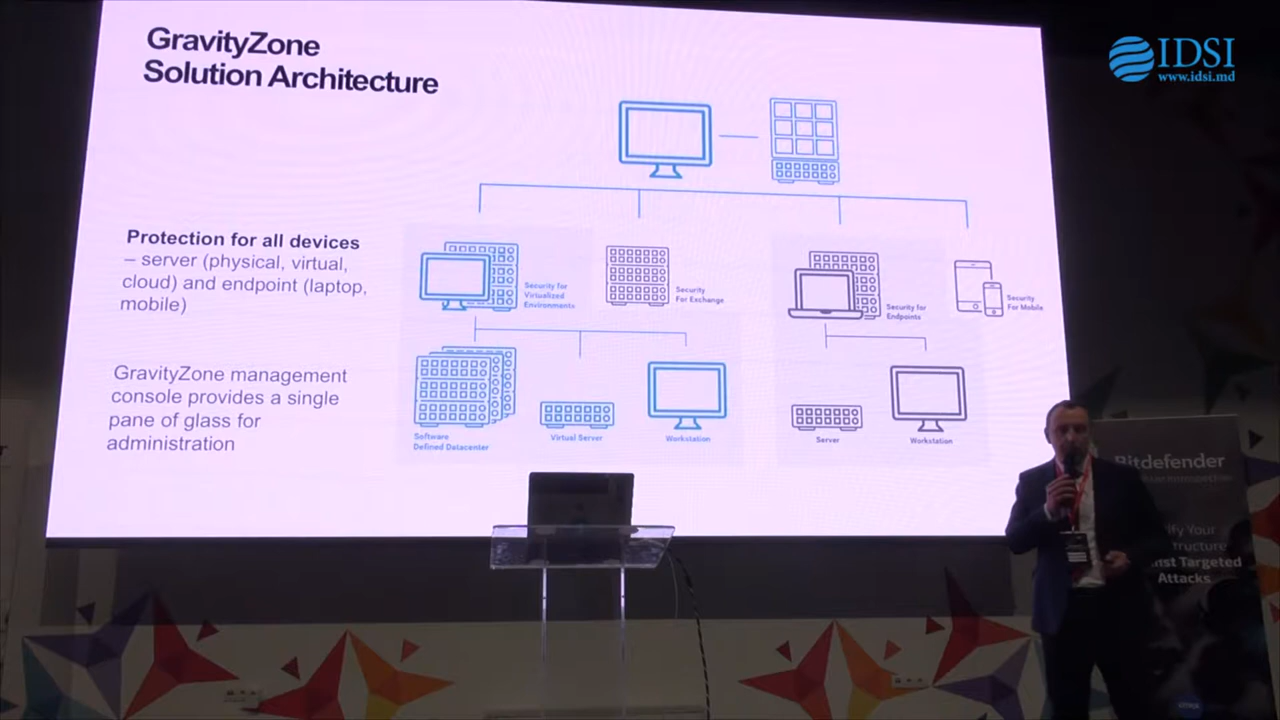 GravityZone
Solution Architecture
IDSI
www.idsi.md
Protection for all devices
– server (physical, virtual,
cloud) and endpoint (laptop,
mobile)
GravityZone management
console provides a single
pane of glass for
administration
Security for
Virtualized
Environments
Security
For Exchange
Security for
Endpoints
Security
For Mobile
Software
Defined Datacenter
Virtual Server
Workstation
Server
Workstation
Bitdefender
Your
Targeted
Attacks